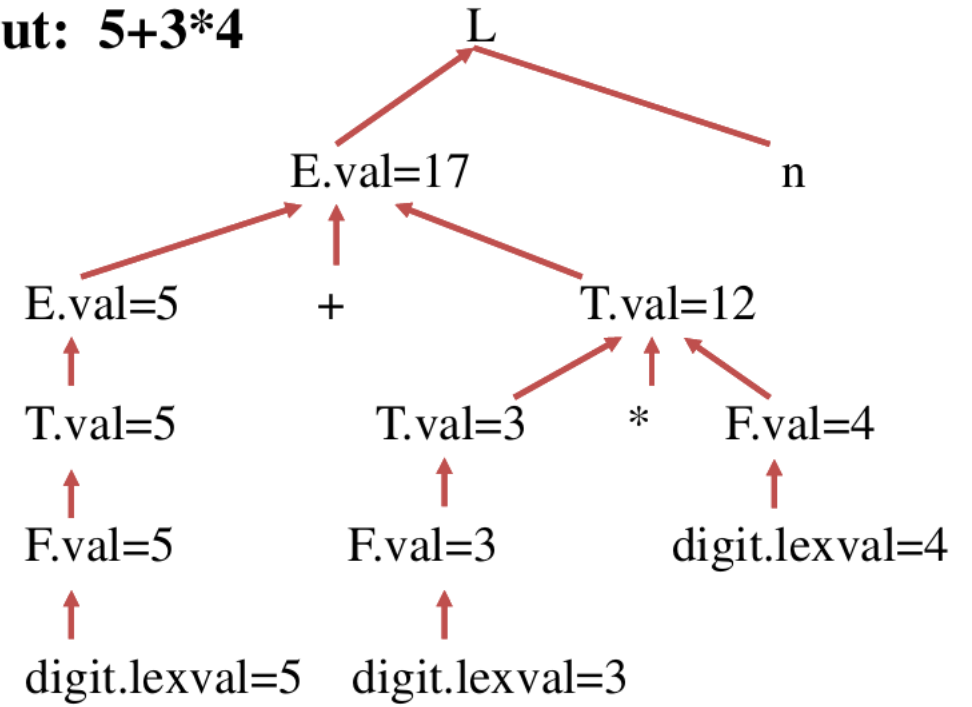 ut: 5+3*4
L
E.val=17 n
E.val=5 + T.val=12
T.val=5 T.val=3 * F.val=4
F.val=5 F.val=3 digit.lexval=4
digit.lexval=5 digit.lexval=3